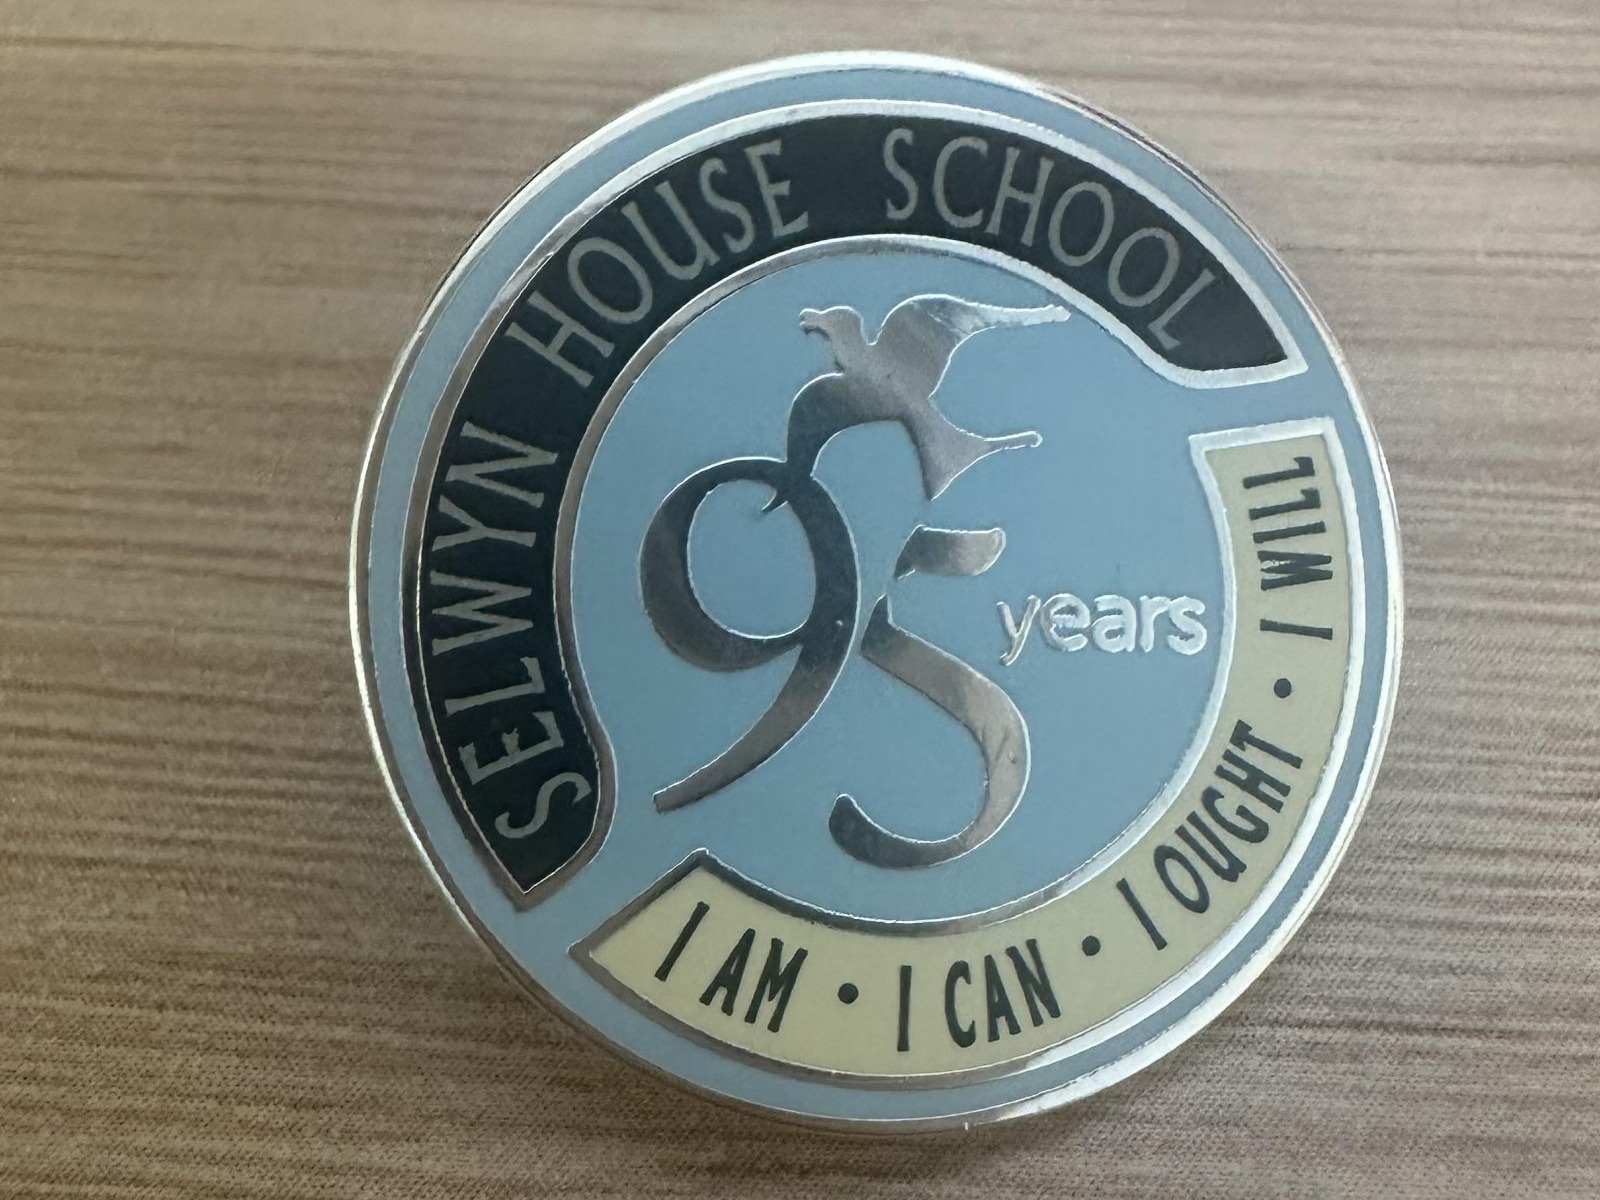 SELWYN HOUSE SCHOOL
95
years
I AM • I CAN • I OUGHT • I WILL